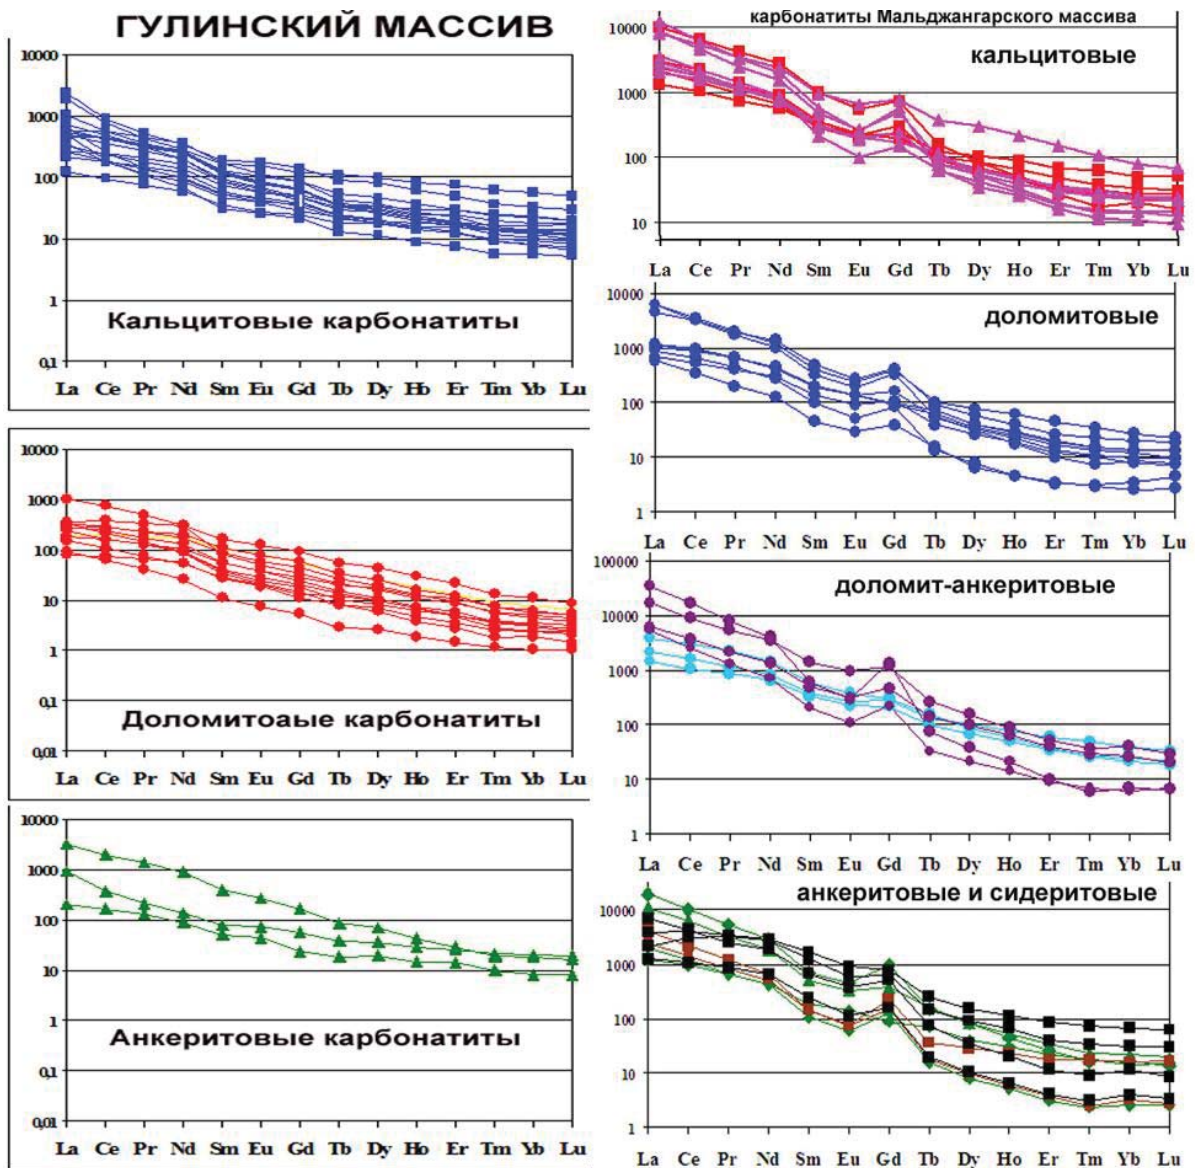 ГУЛИНСКИЙ МАССИВ
10000
1000
100
10
1
0,1
Кальцитовые карбонатиты
La Ce Pr Nd Sm Eu Gd Tb Dy Ho Er Tm Yb Lu
10000
1000
100
10
1
0,1
0,01
Доломитоаые карбонатиты
La Ce Pr Nd Sm Eu Gd Tb Dy Ho Er Tm Yb Lu
10000
1000
100
10
1
0,1
0,01
Анкеритовые карбонатиты
La Ce Pr Nd Sm Eu Gd Tb Dy Ho Er Tm Yb Lu
карбонатиты Мальджангарского массива
кальцитовые
10000
1000
100
10
La Ce Pr Nd Sm Eu Gd Tb Dy Ho Er Tm Yb Lu
доломитовые
10000
1000
100
10
1
La Ce Pr Nd Sm Eu Gd Tb Dy Ho Er Tm Yb Lu
доломит-анкеритовые
100000
10000
1000
100
10
1
La Ce Pr Nd Sm Eu Gd Tb Dy Ho Er Tm Yb Lu
анкеритовые и сидеритовые
10000
1000
100
10
1
La Ce Pr Nd Sm Eu Gd Tb Dy Ho Er Tm Yb Lu